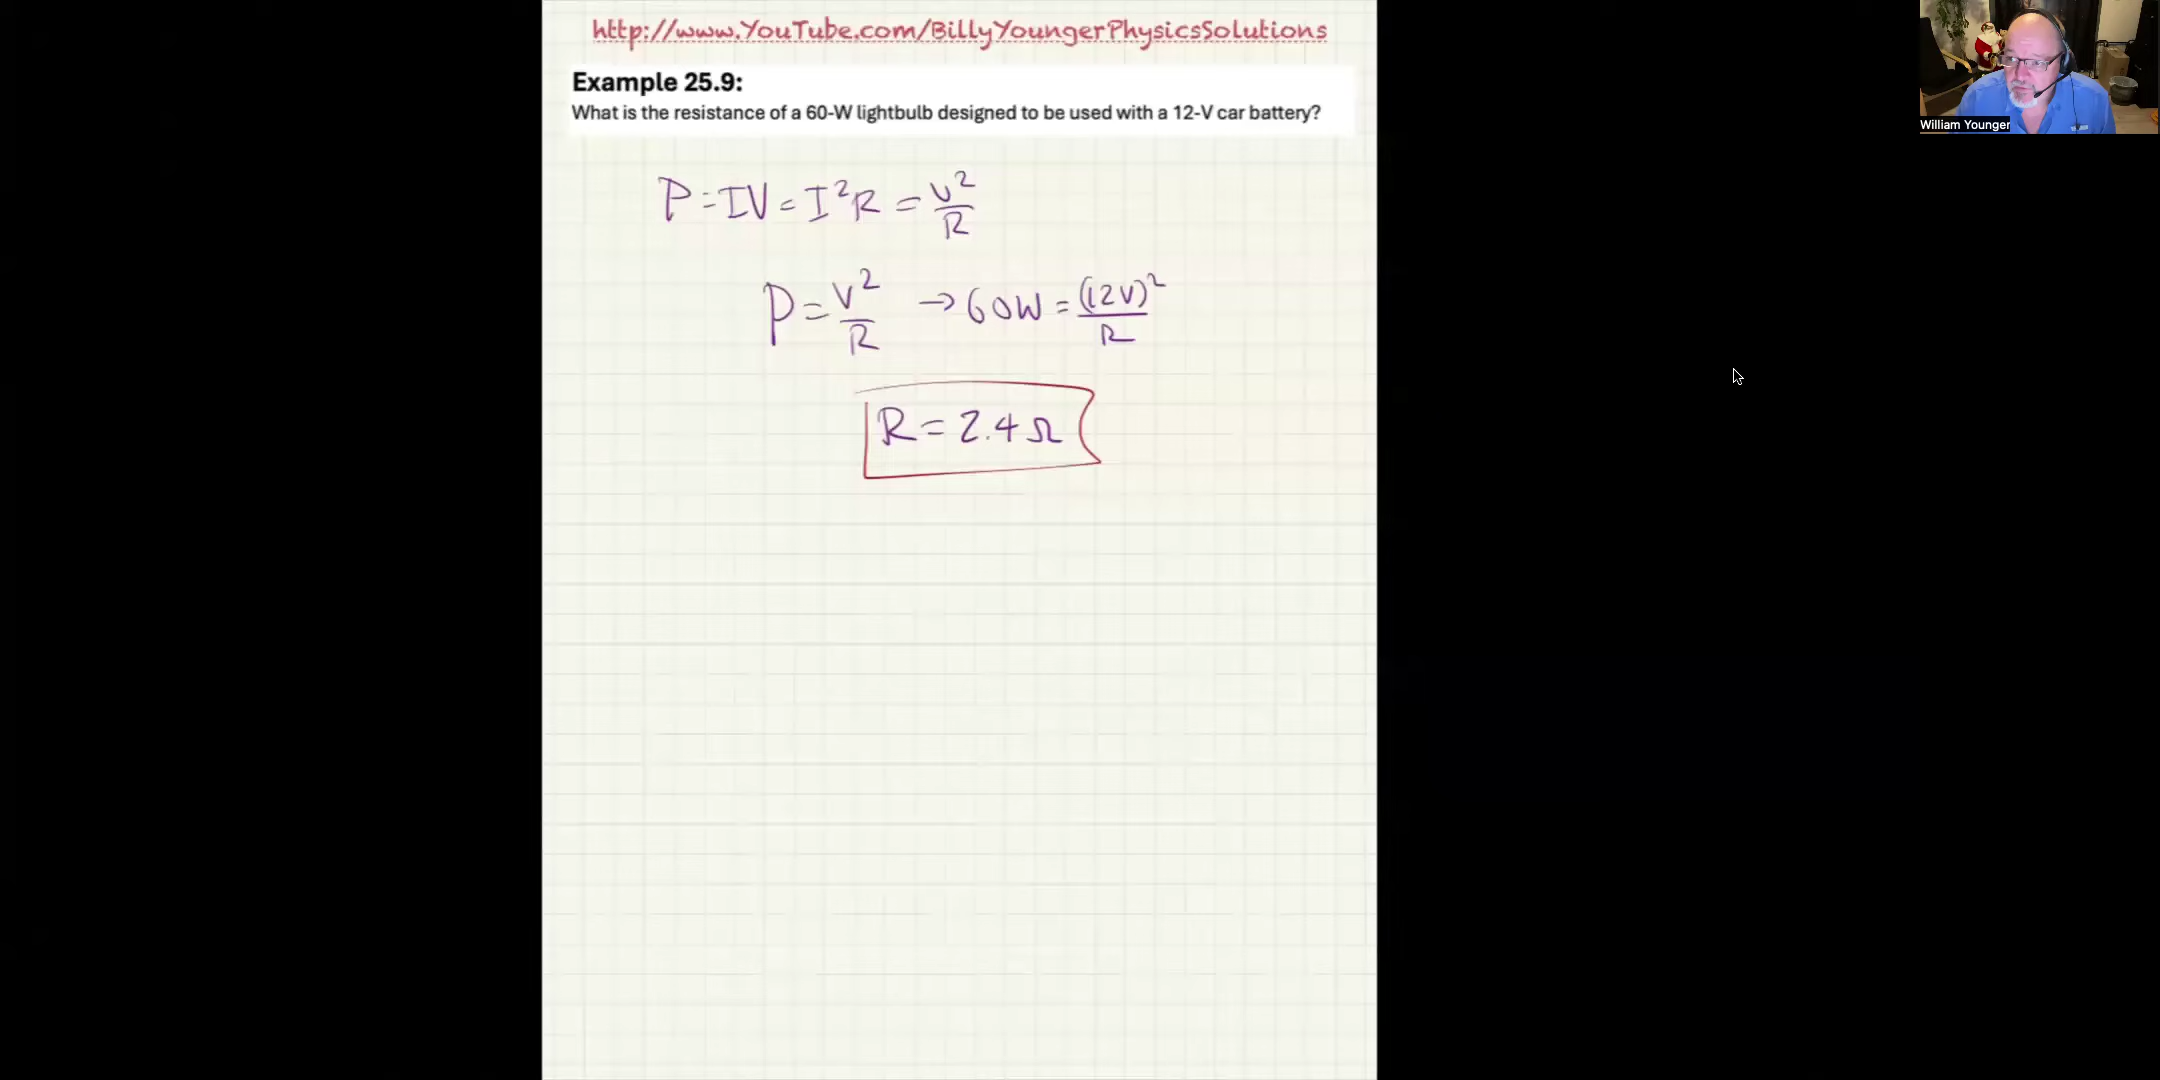 http://www.YouTube.com/BillyYoungerPhysicsSolutions
Example 25.9:
What is the resistance of a 60-W lightbulb designed to be used with a 12-V car battery?
P = IV = I²R = V²/R
P = V²/R → 60W = (12V)²/R
R = 2.4 Ω
William Younger